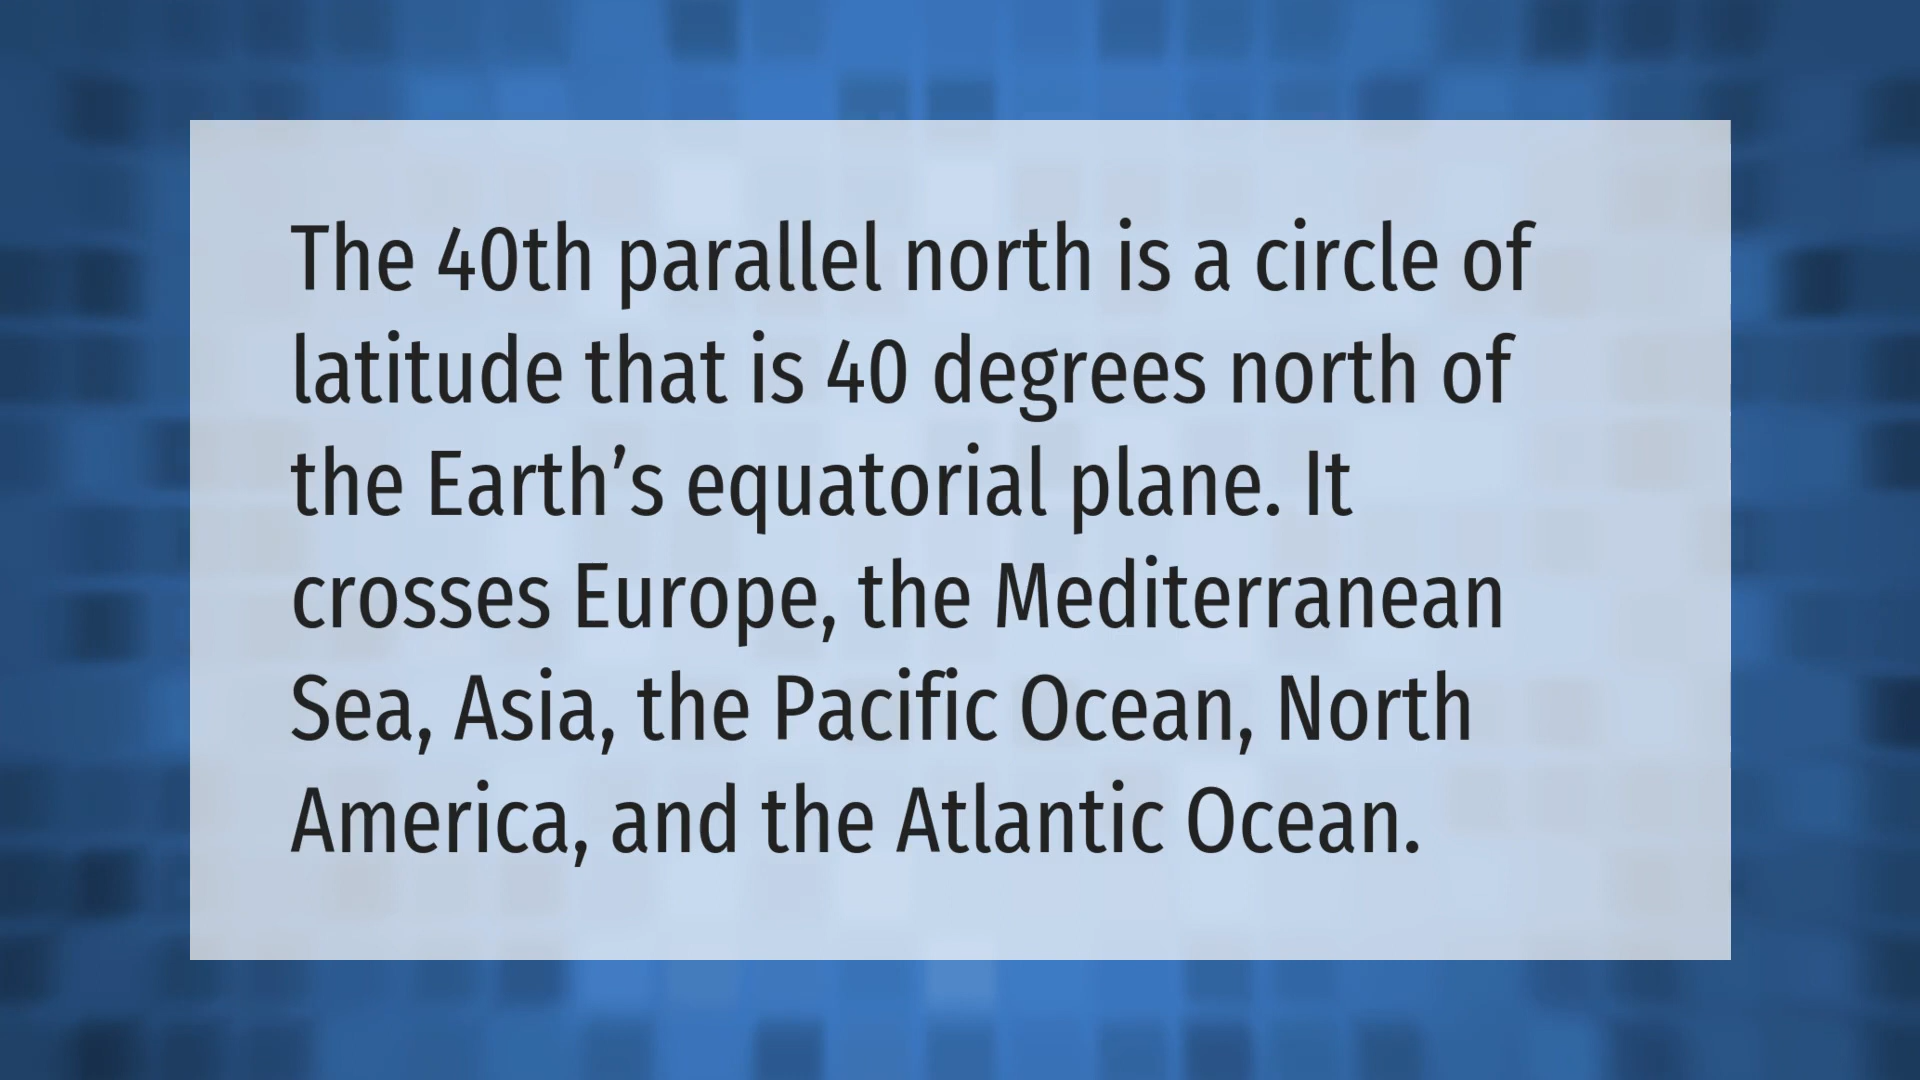 The 40th parallel north is a circle of
latitude that is 40 degrees north of
the Earth’s equatorial plane. It
crosses Europe, the Mediterranean
Sea, Asia, the Pacific Ocean, North
America, and the Atlantic Ocean.